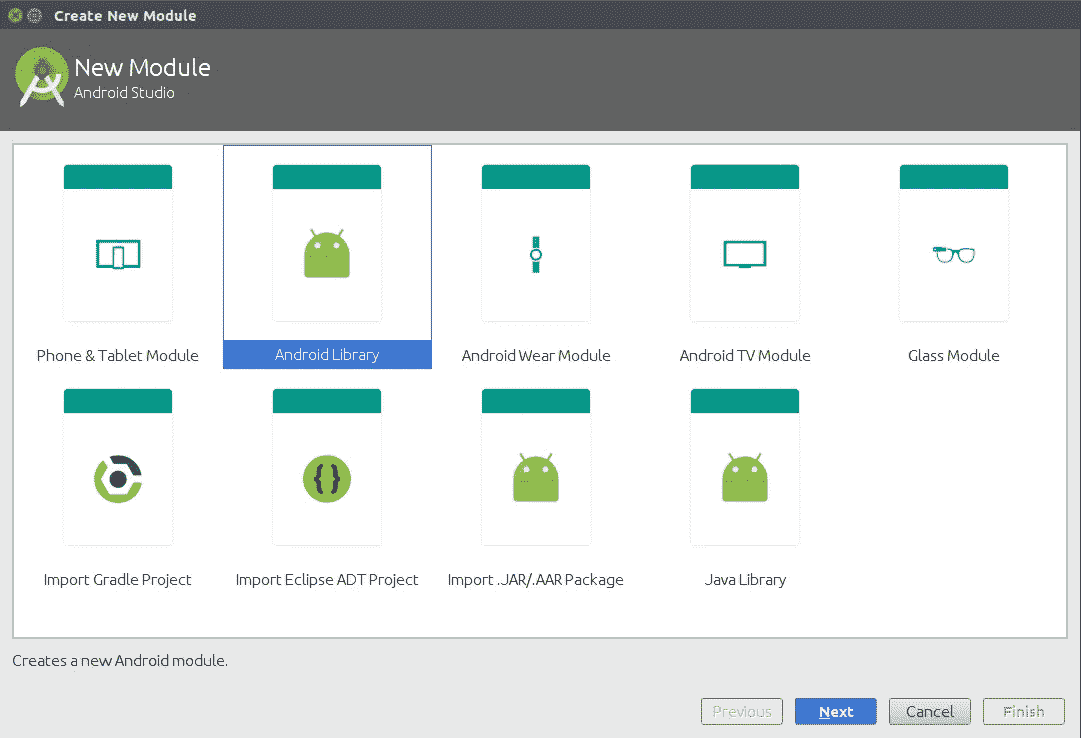 Create New Module
New Module
Android Studio
Phone & Tablet Module
Android Library
Android Wear Module
Android TV Module
Glass Module
Import Gradle Project
Import Eclipse ADT Project
Import .JAR/.AAR Package
Java Library
Creates a new Android module.
Previous
Next
Cancel
Finish